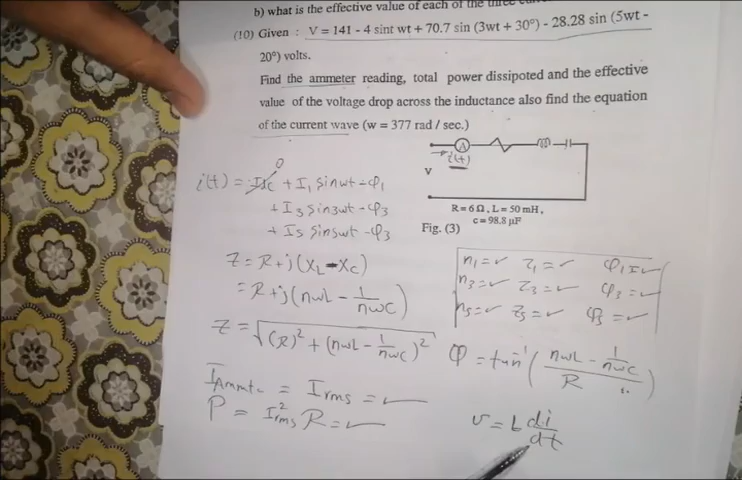 b) what is the effective value of each of the three
(10) Given : V = 141 - 4 sint wt + 70.7 sin (3wt + 30°) - 28.28 sin (5wt -
20°) volts.
Find the ammeter reading, total power dissipoted and the effective
value of the voltage drop across the inductance also find the equation
of the current wave (w = 377 rad / sec.)
A
i(t)
V
R = 6 Ω, L = 50 mH,
c = 98.8 µF
Fig. (3)
0
i(t) = Idc + I1 sin wt - φ1
+ I3 sin 3wt - φ3
+ I5 sin 5wt - φ3
Z = R + j(XL - XC)
= R + j(nwL - 1/nwC)
Z = √((R)² + (nwL - 1/nwC)²)
n1 = ✓ Z1 = ✓ φ1 = ✓
n3 = ✓ Z3 = ✓ φ3 = ✓
n5 = ✓ Z5 = ✓ φ5 = ✓
φ = tan⁻¹ ( (nwL - 1/nwC) / R )
IAmmt. = Irms = ✓
P = I²rms R = ✓
v = L di/dt